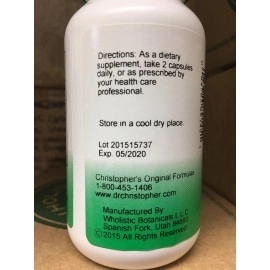 Directions: As a dietary
supplement, take 2 capsules
daily, or as prescribed by
your health care
professional.
Store in a cool dry place.
Lot 201515737
Exp. 05/2020
Christopher's Original Formulas
1-800-453-1406
www.drchristopher.com
Manufactured By:
Wholistic Botanicals L.L.C.
Spanish Fork, Utah 84660
©2015 All Rights Reserved